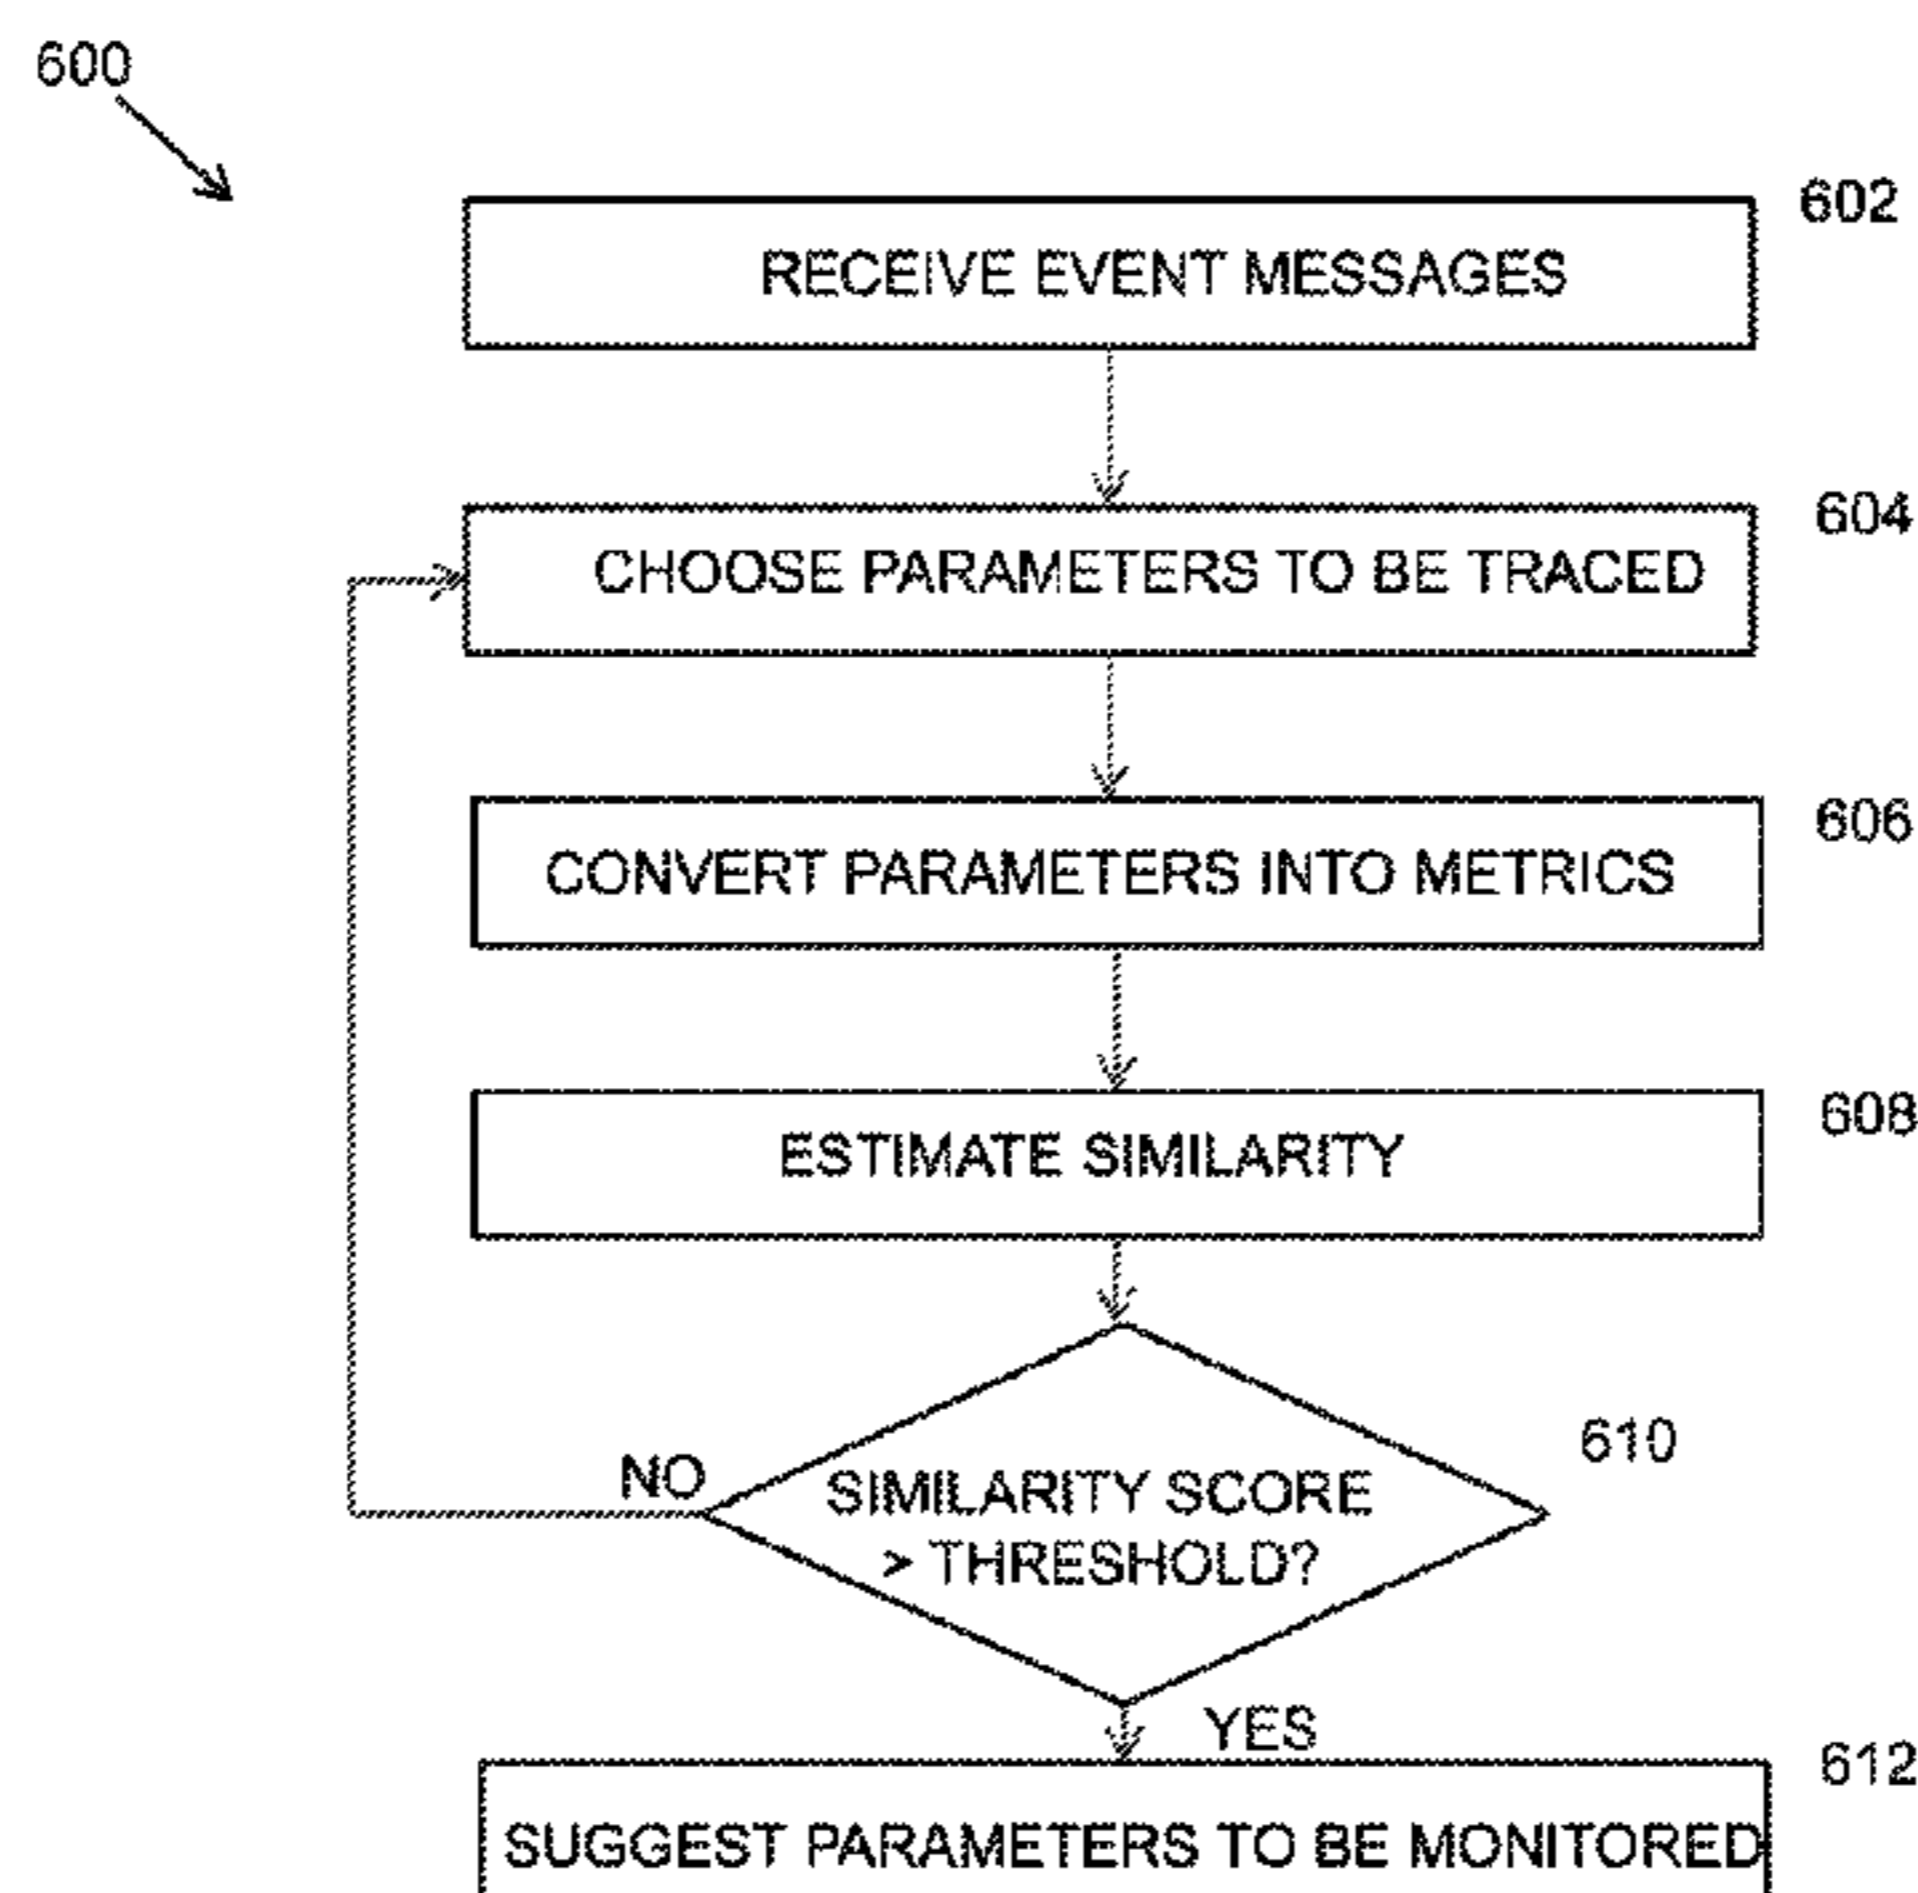 600
602
RECEIVE EVENT MESSAGES
604
CHOOSE PARAMETERS TO BE TRACED
606
CONVERT PARAMETERS INTO METRICS
608
ESTIMATE SIMILARITY
610
NO
SIMILARITY SCORE
> THRESHOLD?
YES
612
SUGGEST PARAMETERS TO BE MONITORED